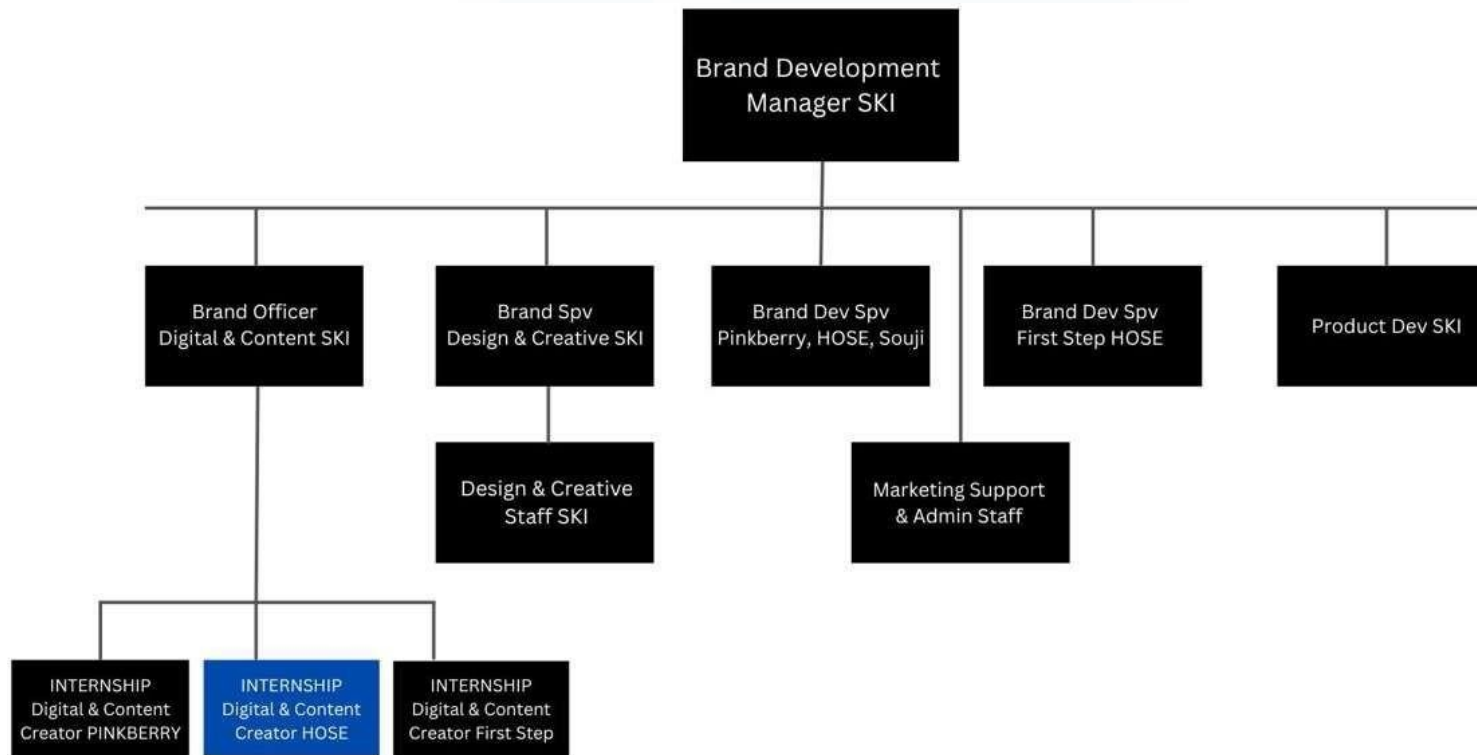 Brand Development
Manager SKI
Brand Officer
Digital & Content SKI
Brand Spv
Design & Creative SKI
Brand Dev Spv
Pinkberry, HOSE, Souji
Brand Dev Spv
First Step HOSE
Product Dev SKI
Design & Creative
Staff SKI
Marketing Support
& Admin Staff
INTERNSHIP
Digital & Content
Creator PINKBERRY
INTERNSHIP
Digital & Content
Creator HOSE
INTERNSHIP
Digital & Content
Creator First Step